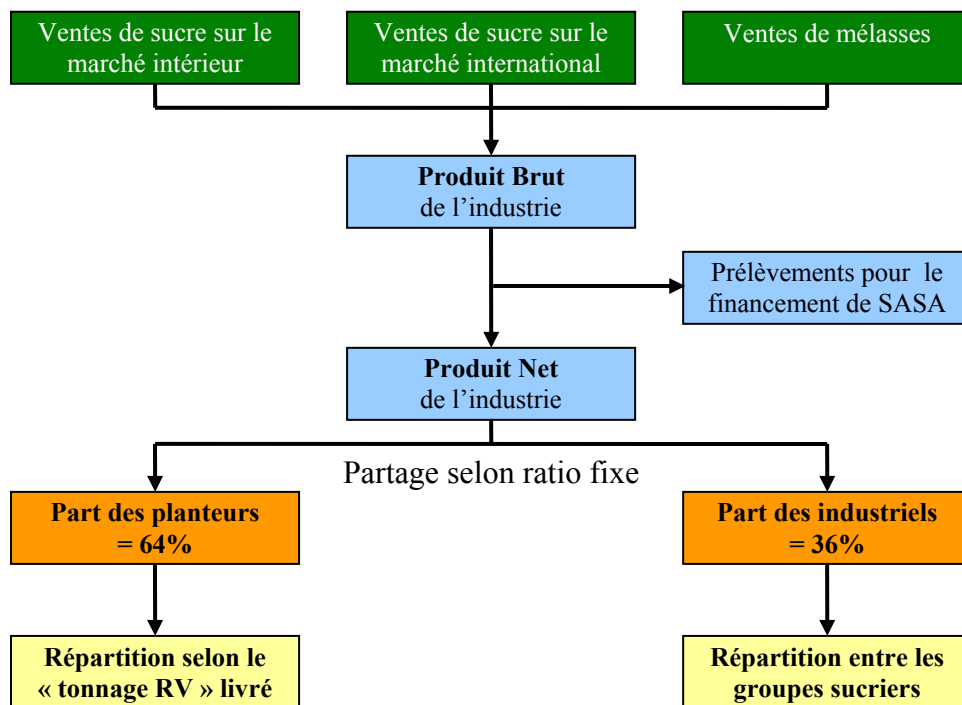 Ventes de sucre sur le
marché intérieur
Ventes de sucre sur le
marché international
Ventes de mélasses
Produit Brut
de l’industrie
Prélèvements pour le
financement de SASA
Produit Net
de l’industrie
Partage selon ratio fixe
Part des planteurs
= 64%
Part des industriels
= 36%
Répartition selon le
« tonnage RV » livré
Répartition entre les
groupes sucriers